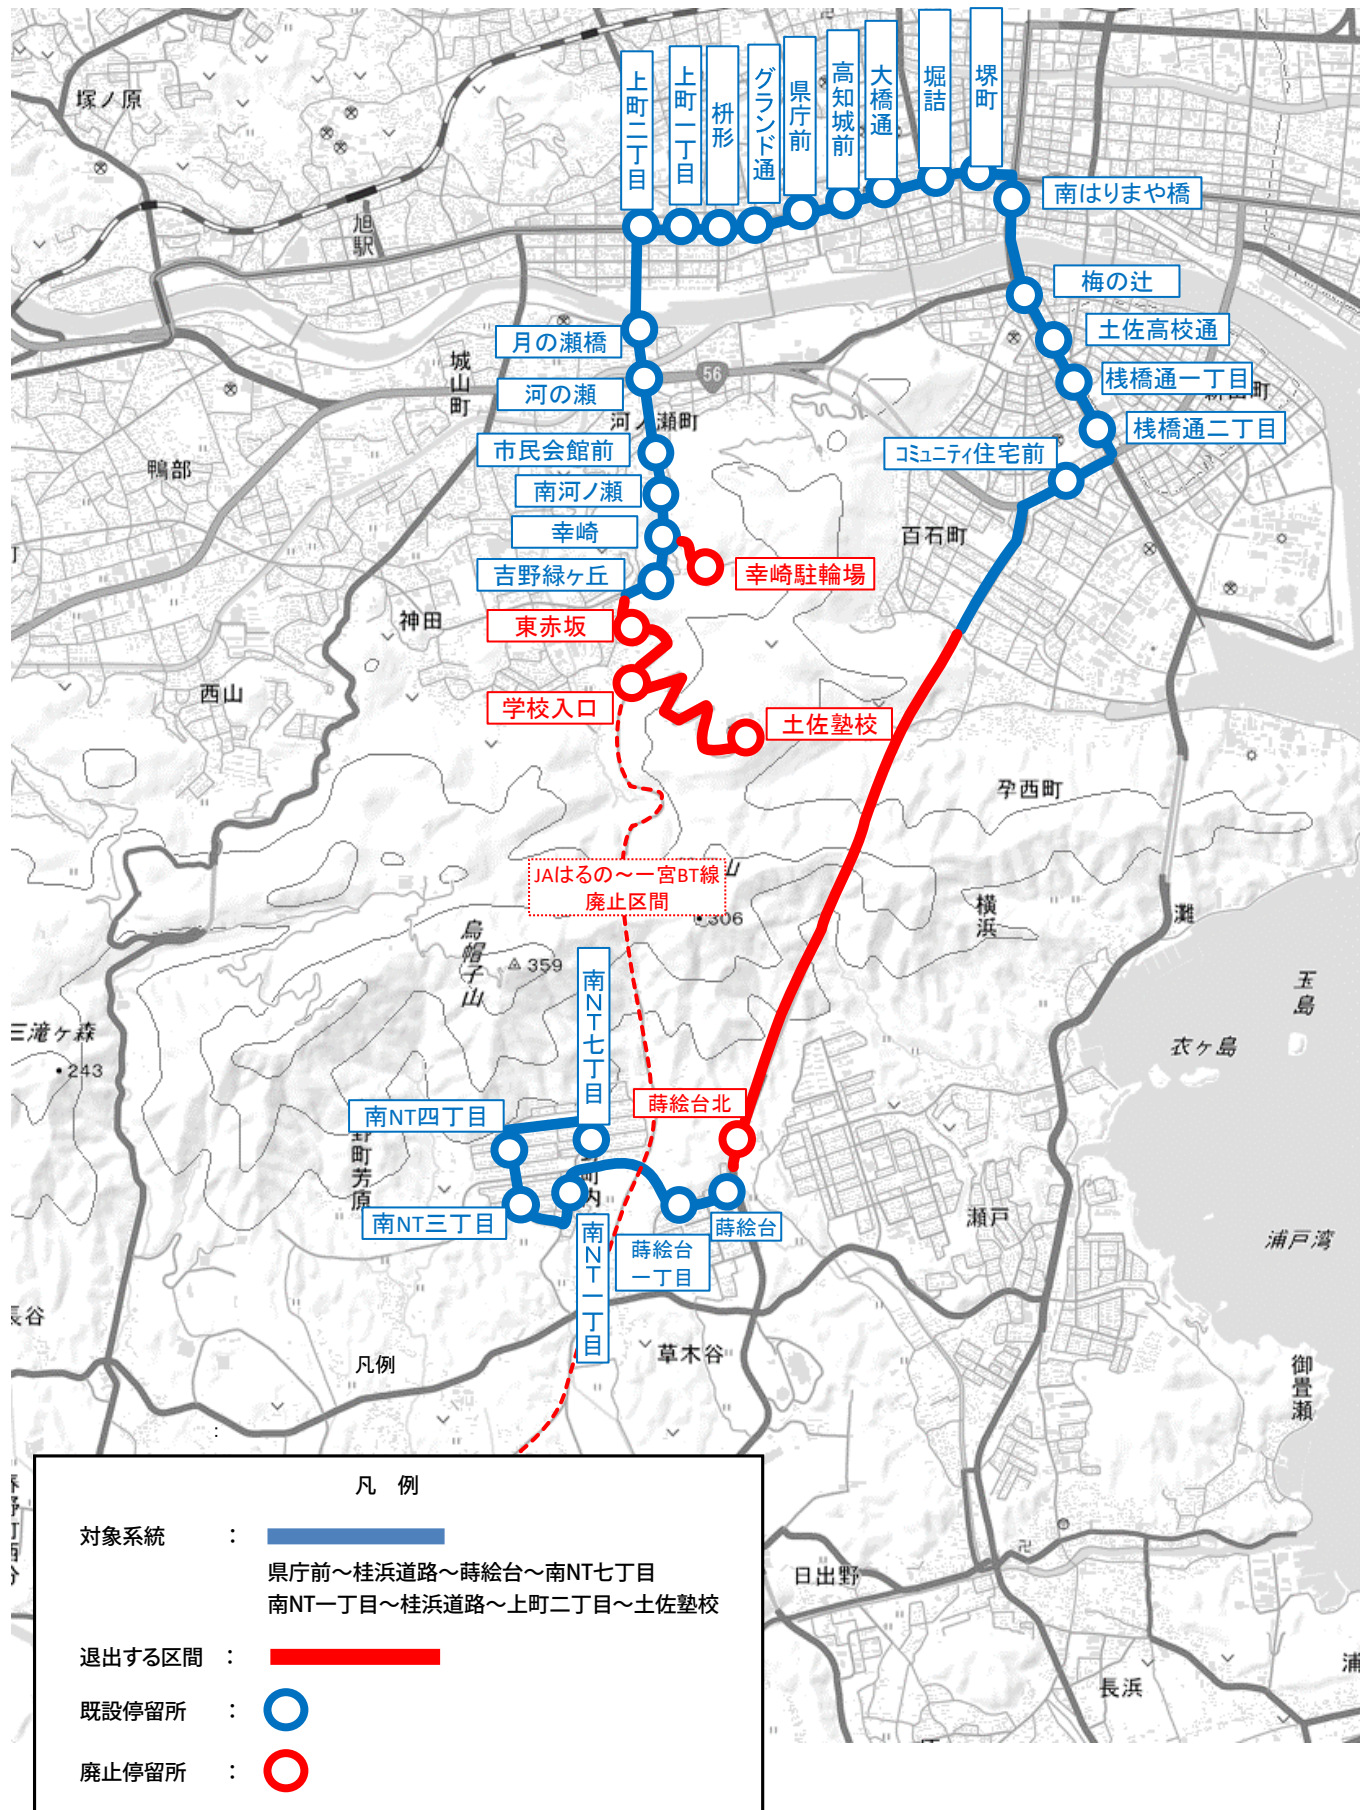 上町二丁目
上町一丁目
枡形
グランド通
県庁前
高知城前
大橋通
堀詰
堺町
塚ノ原
旭駅
南はりまや橋
梅の辻
土佐高校通
月の瀬橋
城山町
56
桟橋通一丁目
河の瀬
河ノ瀬町
桟橋通二丁目
市民会館前
コミュニティ住宅前
鴨部
南河ノ瀬
幸崎
百石町
吉野緑ヶ丘
幸崎駐輪場
神田
東赤坂
西山
学校入口
土佐塾校
孕西町
JAはるの～一宮BT線
廃止区間
306
横浜
灘
烏帽子山
359
南NT七丁目
玉島
三滝ヶ森
243
衣ヶ島
蒔絵台北
南NT四丁目
野町芳原
町内
南NT三丁目
瀬戸
蒔絵台
南NT一丁目
蒔絵台
一丁目
浦戸湾
長谷
草木谷
凡例
御畳瀬
:
凡 例
対象系統 ：
県庁前～桂浜道路～蒔絵台～南NT七丁目
南NT一丁目～桂浜道路～上町二丁目～土佐塾校
退出する区間 ：
既設停留所 ：
廃止停留所 ：
日出野
長浜
浦